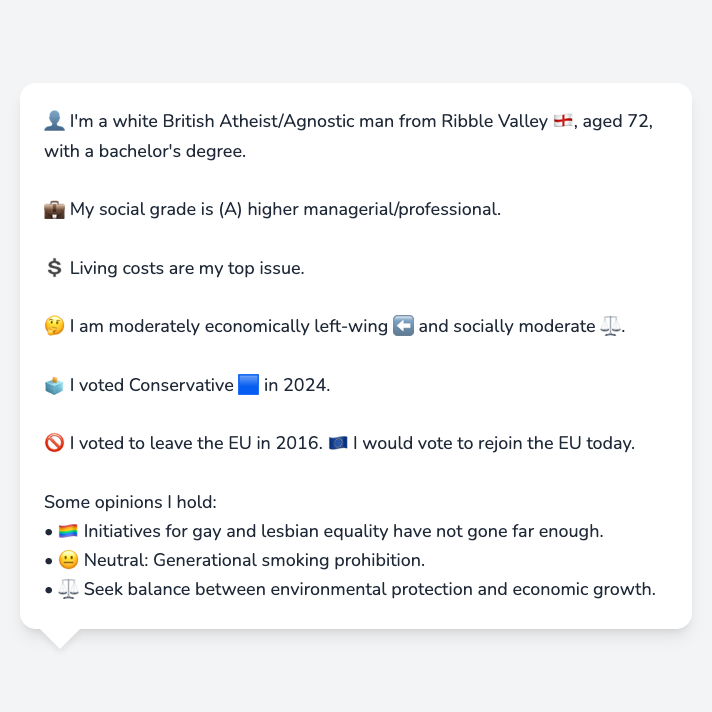 👤 I'm a white British Atheist/Agnostic man from Ribble Valley 🏴󠁧󠁢󠁥󠁮󠁧󠁿, aged 72,
with a bachelor's degree.
💼 My social grade is (A) higher managerial/professional.
💲 Living costs are my top issue.
🤔 I am moderately economically left-wing ⬅️ and socially moderate ⚖️.
🗳️ I voted Conservative 🟦 in 2024.
🚫 I voted to leave the EU in 2016. 🇪🇺 I would vote to rejoin the EU today.
Some opinions I hold:
• 🏳️‍🌈 Initiatives for gay and lesbian equality have not gone far enough.
• 😐 Neutral: Generational smoking prohibition.
• ⚖️ Seek balance between environmental protection and economic growth.